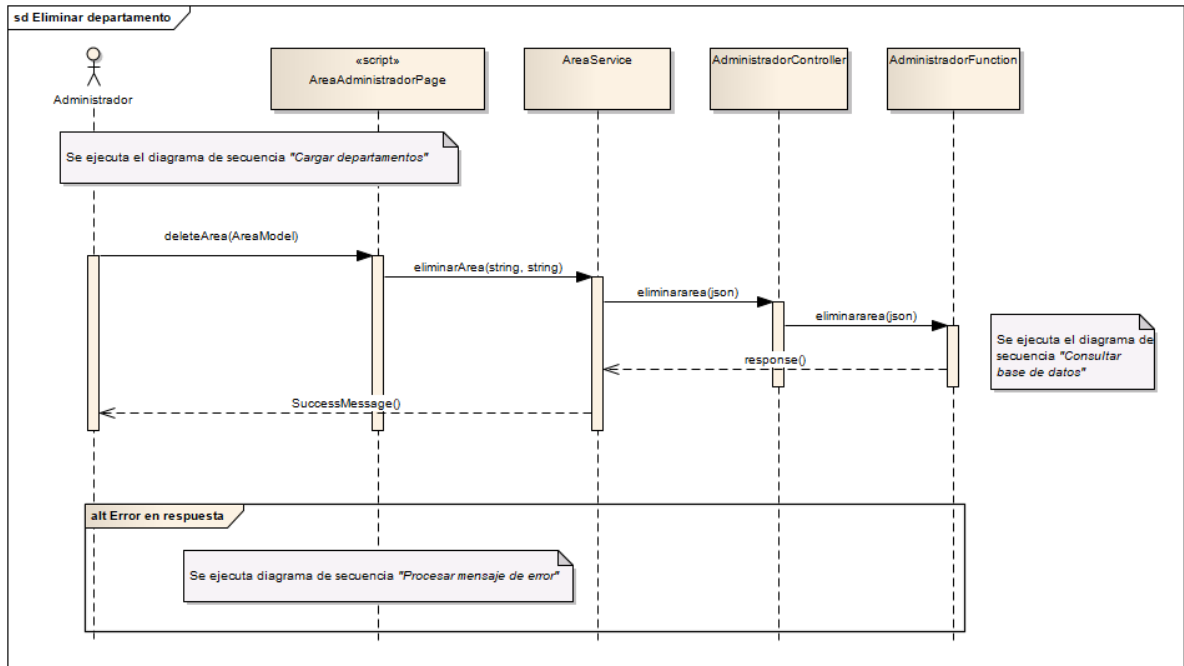 sd Eliminar departamento
Administrador
«script»
AreaAdministradorPage
AreaService
AdministradorController
AdministradorFunction
Se ejecuta el diagrama de secuencia "Cargar departamentos"
deleteArea(AreaModel)
eliminarArea(string, string)
eliminararea(json)
eliminararea(json)
Se ejecuta el diagrama de
secuencia "Consultar
base de datos"
response()
SuccessMessage()
alt Error en respuesta
Se ejecuta diagrama de secuencia "Procesar mensaje de error"